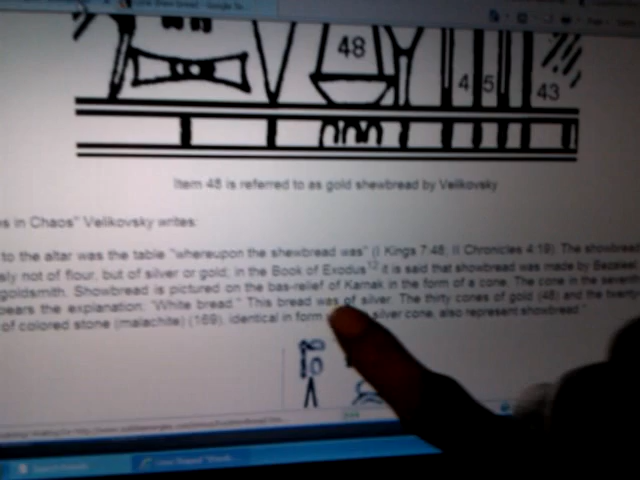 48
4 5 43
Item 48 is referred to as gold shewbread by Velikovsky
s in Chaos" Velikovsky writes:
to the altar was the table "whereupon the shewbread was" (I Kings 7:48; II Chronicles 4:19). The showbread
sly not of flour, but of silver or gold; in the Book of Exodus12 it is said that showbread was made by Bezaleel
goldsmith. Showbread is pictured on the bas-relief of Karnak in the form of a cone. The cone in the seventh
pears the explanation: "White bread." This bread was of silver. The thirty cones of gold (48) and the twenty
of colored stone (malachite) (169), identical in form silver cone, also represent showbread."